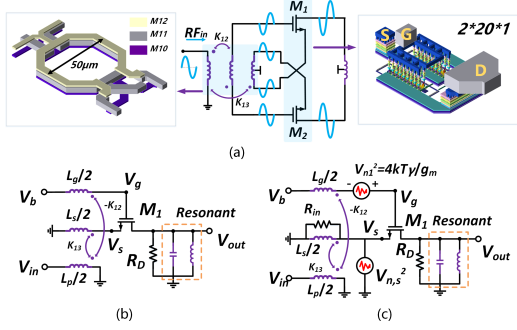 M12
M11
M10
50μm
RFin
K12
K13
M1
M2
S
G
D
2*20*1
(a)
Vb
Lg/2
Vg
-K12
Ls/2
Vs
M1
Resonant
K13
RD
Vout
Vin
Lp/2
(b)
Vn1²=4kTγ/gm
Lg/2
Vb
- +
Vg
Rin
-K12
Vs
M1
Resonant
Ls/2
K13
RD
Vout
Vn,s²
Vin
Lp/2
(c)